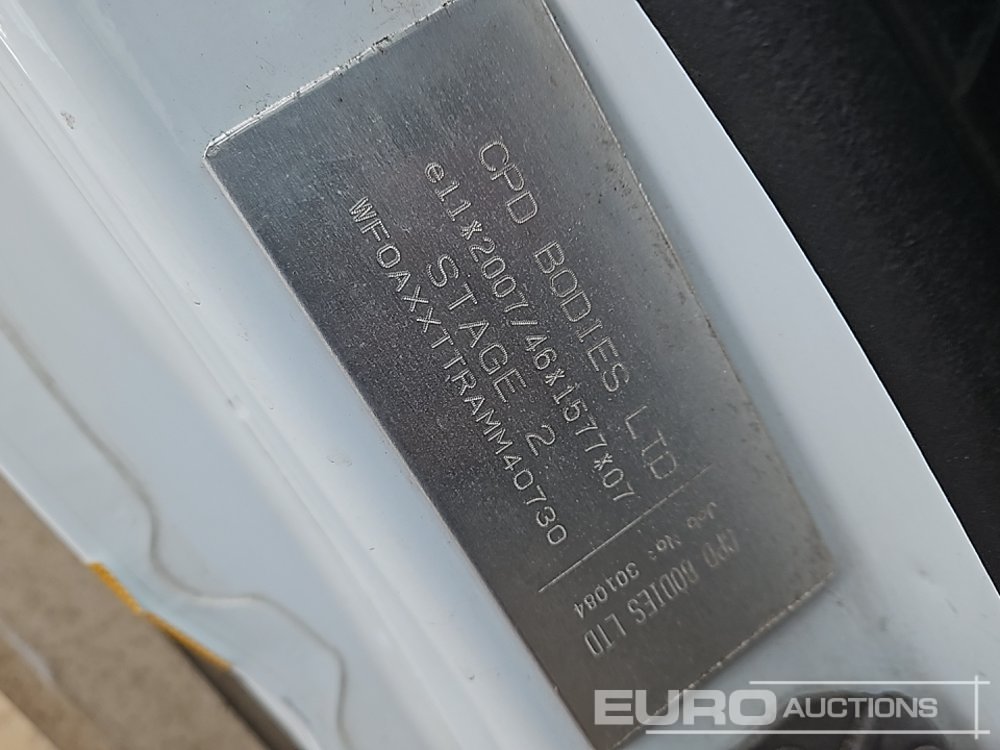 CPD BODIES LTD
e11*2007/46*1577*07
STAGE 2
WF0AXXTTRAMM40730
CPD BODIES LTD
Job No: 301084
EURO AUCTIONS